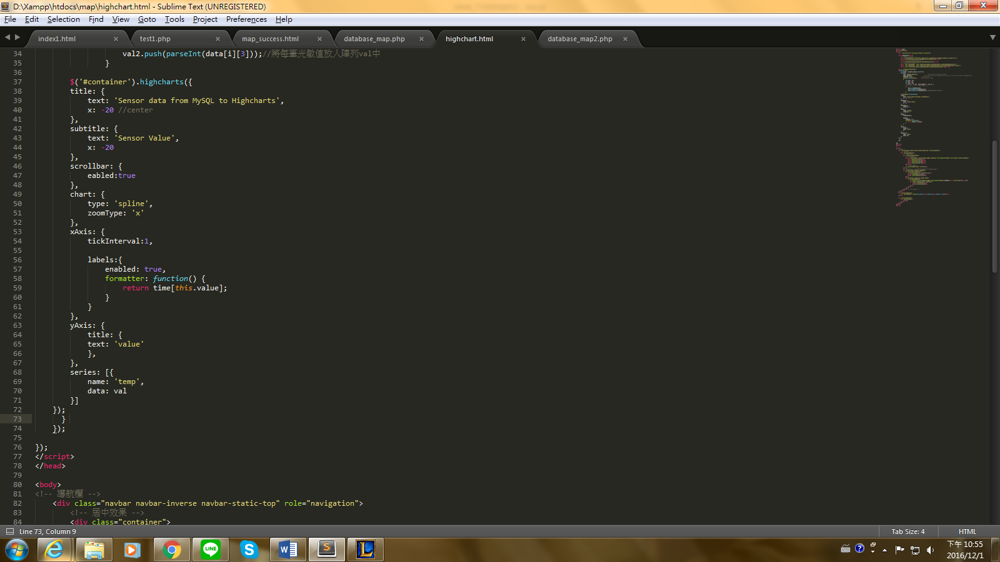 D:\Xampp\htdocs\map\highchart.html - Sublime Text (UNREGISTERED)
File Edit Selection Find View Goto Tools Project Preferences Help
index1.html test1.php map_success.html database_map.php highchart.html database_map2.php
34 val2.push(parseInt(data[i][3]));//將每筆光敏值放入陣列val中
35 }
36
37 $('#container').highcharts({
38 title: {
39 text: 'Sensor data from MySQL to Highcharts',
40 x: -20 //center
41 },
42 subtitle: {
43 text: 'Sensor Value',
44 x: -20
45 },
46 scrollbar: {
47 eabled:true
48 },
49 chart: {
50 type: 'spline',
51 zoomType: 'x'
52 },
53 xAxis: {
54 tickInterval:1,
55
56 labels:{
57 enabled: true,
58 formatter: function() {
59 return time[this.value];
60 }
61 }
62 },
63 yAxis: {
64 title: {
65 text: 'value'
66 },
67 },
68 series: [{
69 name: 'temp',
70 data: val
71 }]
72 });
73 }
74 });
75
76 });
77 </script>
78 </head>
79
80 <body>
81 <!-- 導航欄 -->
82 <div class="navbar navbar-inverse navbar-static-top" role="navigation">
83 <!-- 居中效果 -->
84 <div class="container">
Line 73, Column 9 Tab Size: 4 HTML
下午 10:55
2016/12/1